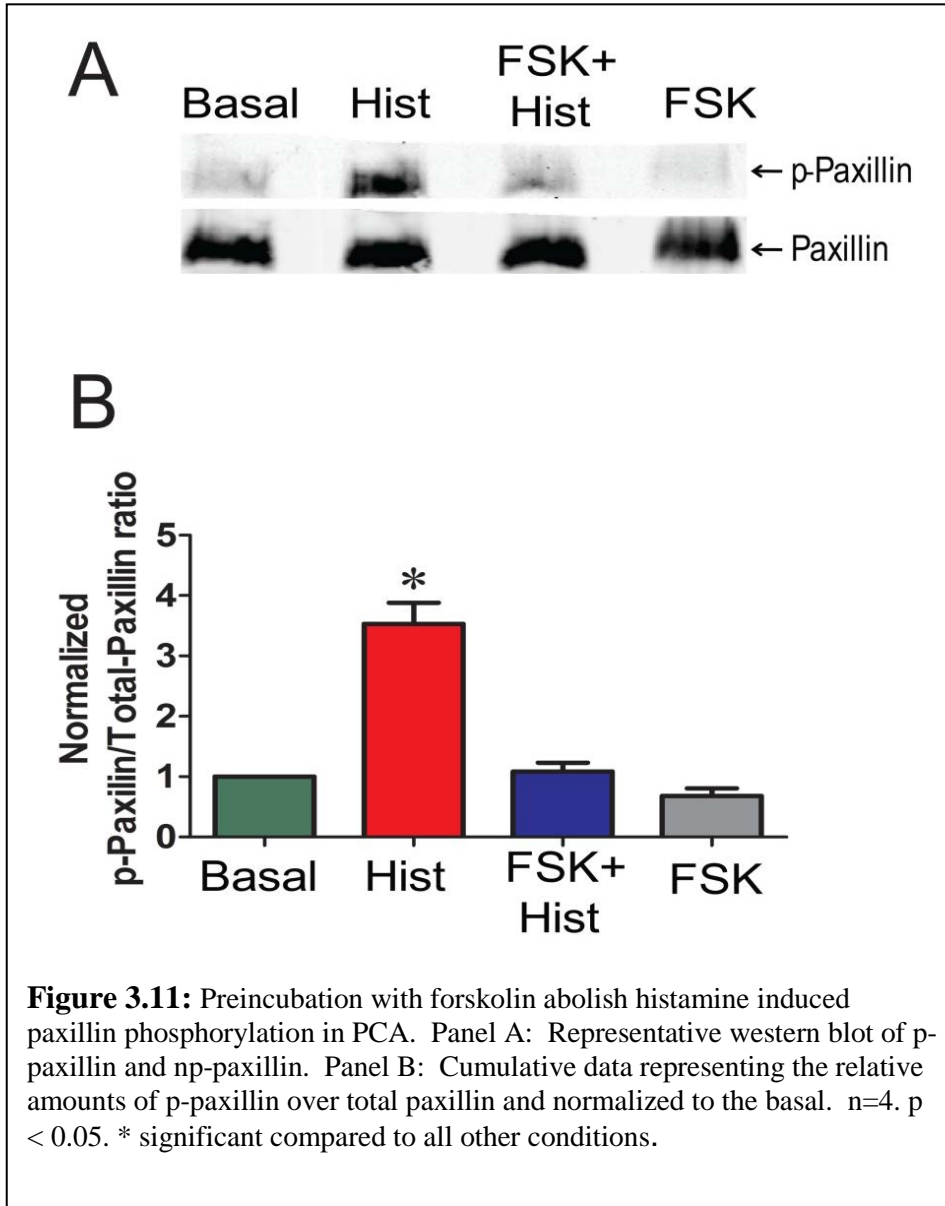 A
Basal Hist FSK+ Hist FSK
← p-Paxillin
← Paxillin
B
Normalized
p-Paxilin/Total-Paxillin ratio
5
4
3
2
1
0
*
Basal Hist FSK+ Hist FSK
Figure 3.11: Preincubation with forskolin abolish histamine induced
paxillin phosphorylation in PCA. Panel A: Representative western blot of p-
paxillin and np-paxillin. Panel B: Cumulative data representing the relative
amounts of p-paxillin over total paxillin and normalized to the basal. n=4. p
< 0.05. * significant compared to all other conditions.